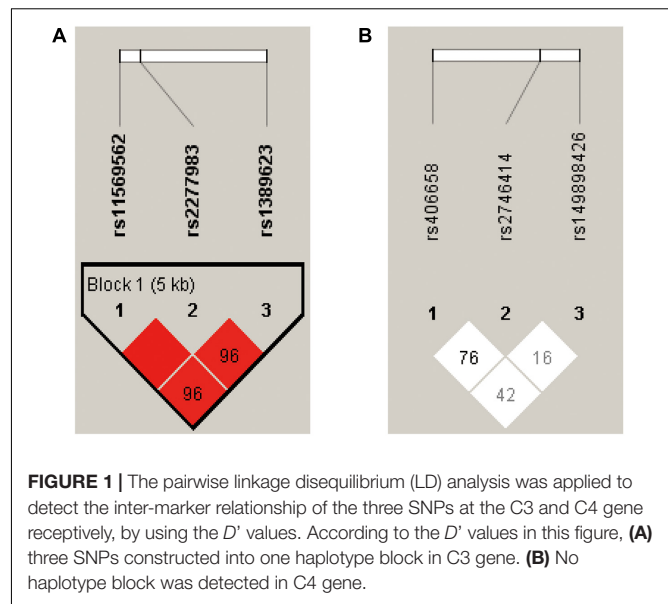 A
B
rs11569562
rs2277983
rs1389623
rs406658
rs2746414
rs149898426
Block 1 (5 kb)
1 2 3
96
96
1 2 3
76 16
42
FIGURE 1 | The pairwise linkage disequilibrium (LD) analysis was applied to
detect the inter-marker relationship of the three SNPs at the C3 and C4 gene
receptively, by using the D' values. According to the D' values in this figure, (A)
three SNPs constructed into one haplotype block in C3 gene. (B) No
haplotype block was detected in C4 gene.